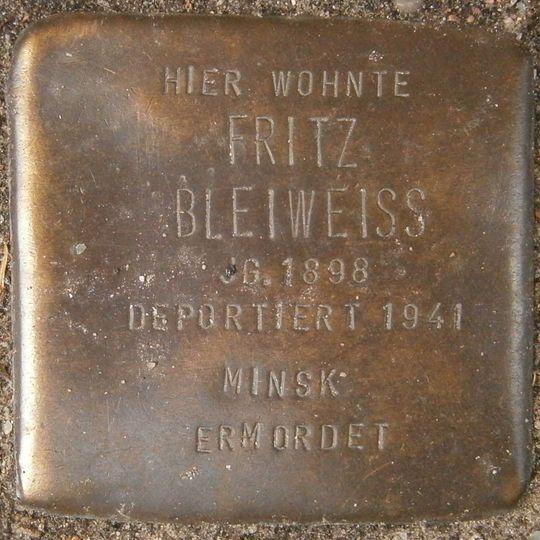 HIER WOHNTE
FRITZ
BLEIWEISS
JG. 1898
DEPORTIERT 1941
MINSK
ERMORDET